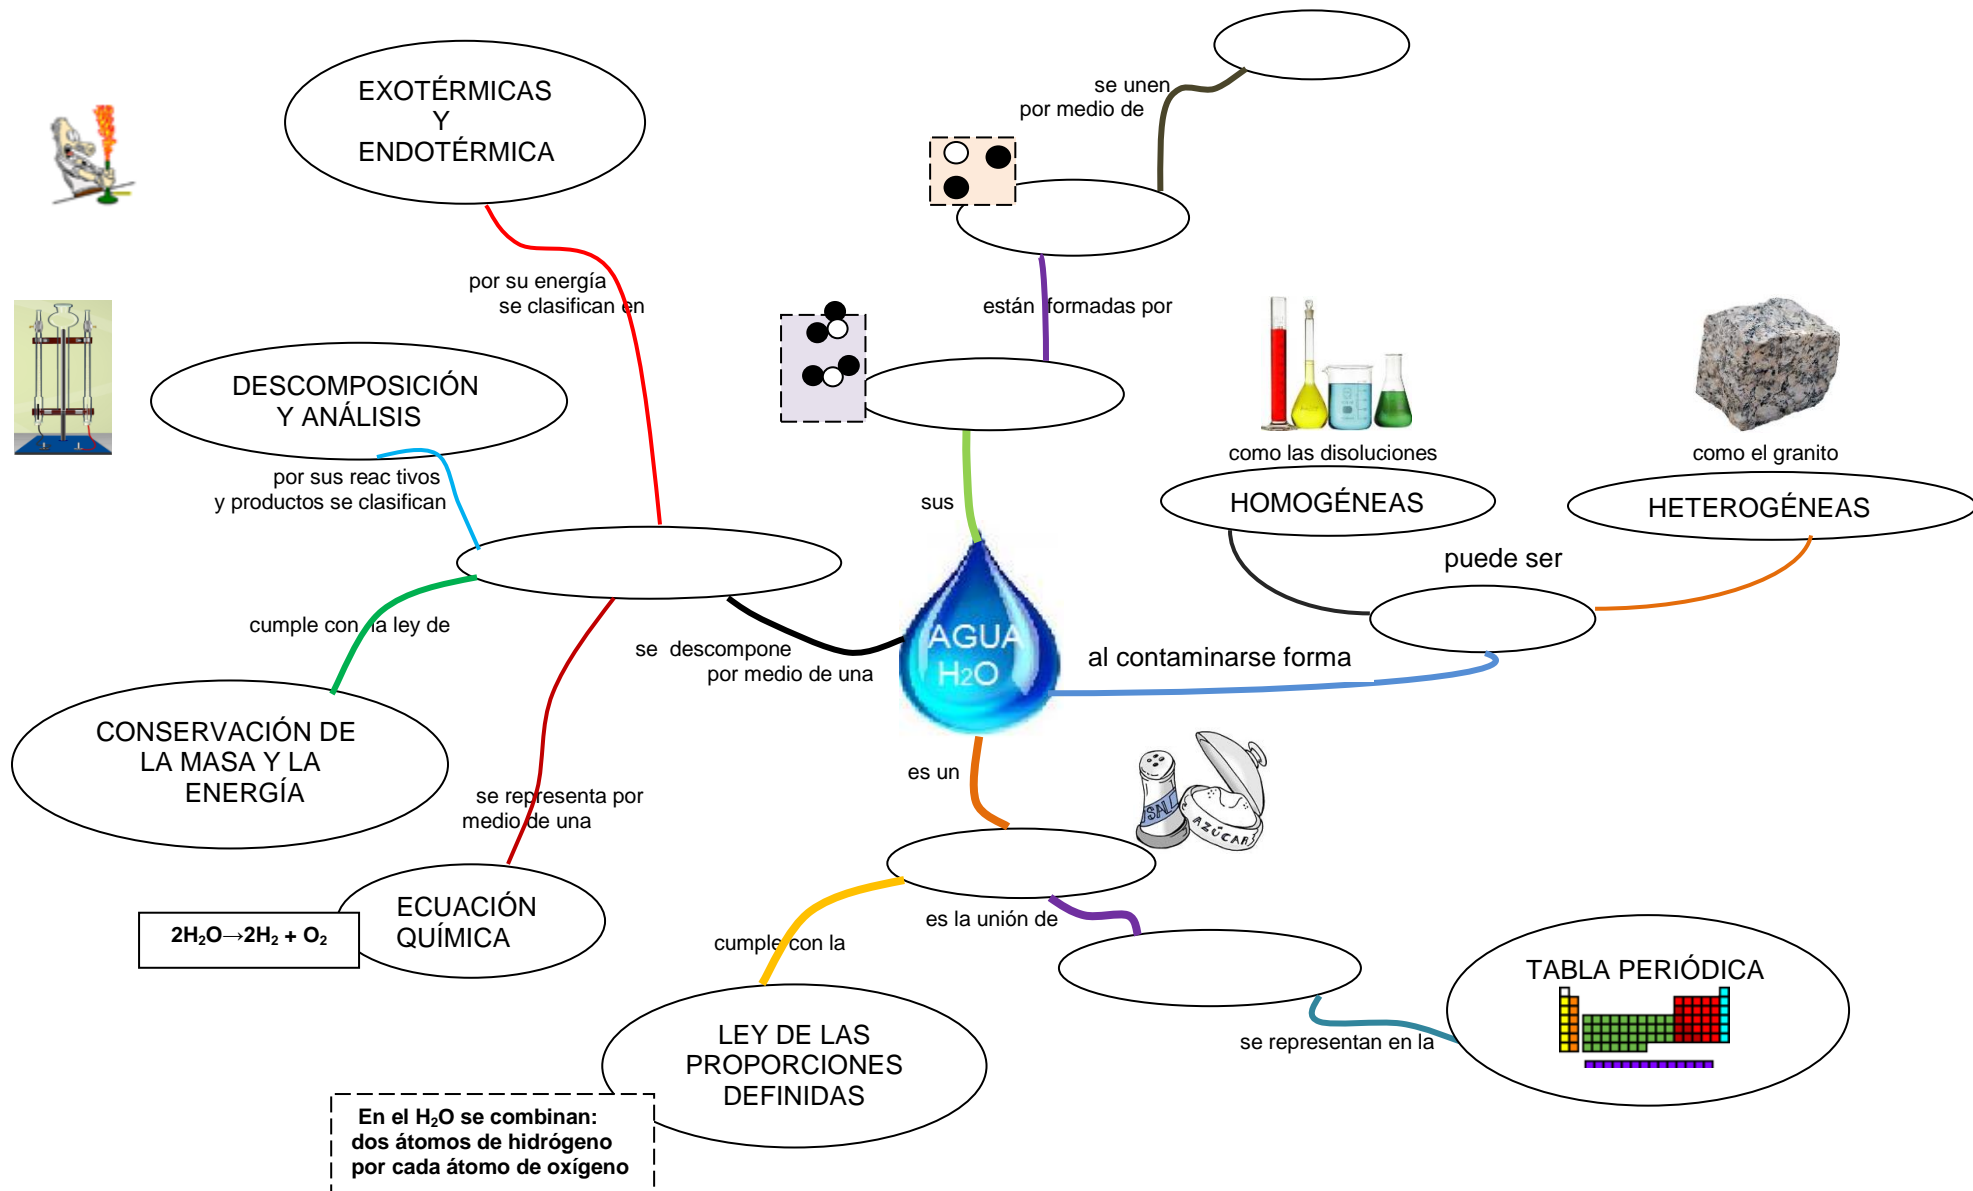 se unen
por medio de
EXOTÉRMICAS
Y
ENDOTÉRMICA
por su energía
se clasifican en
están formadas por
DESCOMPOSICIÓN
Y ANÁLISIS
por sus reac tivos
y productos se clasifican
sus
como las disoluciones
HOMOGÉNEAS
como el granito
HETEROGÉNEAS
puede ser
cumple con la ley de
se descompone
por medio de una
AGUA
H₂O
al contaminarse forma
CONSERVACIÓN DE
LA MASA Y LA
ENERGÍA
se representa por
medio de una
es un
SAL
AZÚCAR
ECUACIÓN
QUÍMICA
2H₂O→2H₂ + O₂
cumple con la
es la unión de
TABLA PERIÓDICA
se representan en la
LEY DE LAS
PROPORCIONES
DEFINIDAS
En el H₂O se combinan:
dos átomos de hidrógeno
por cada átomo de oxígeno